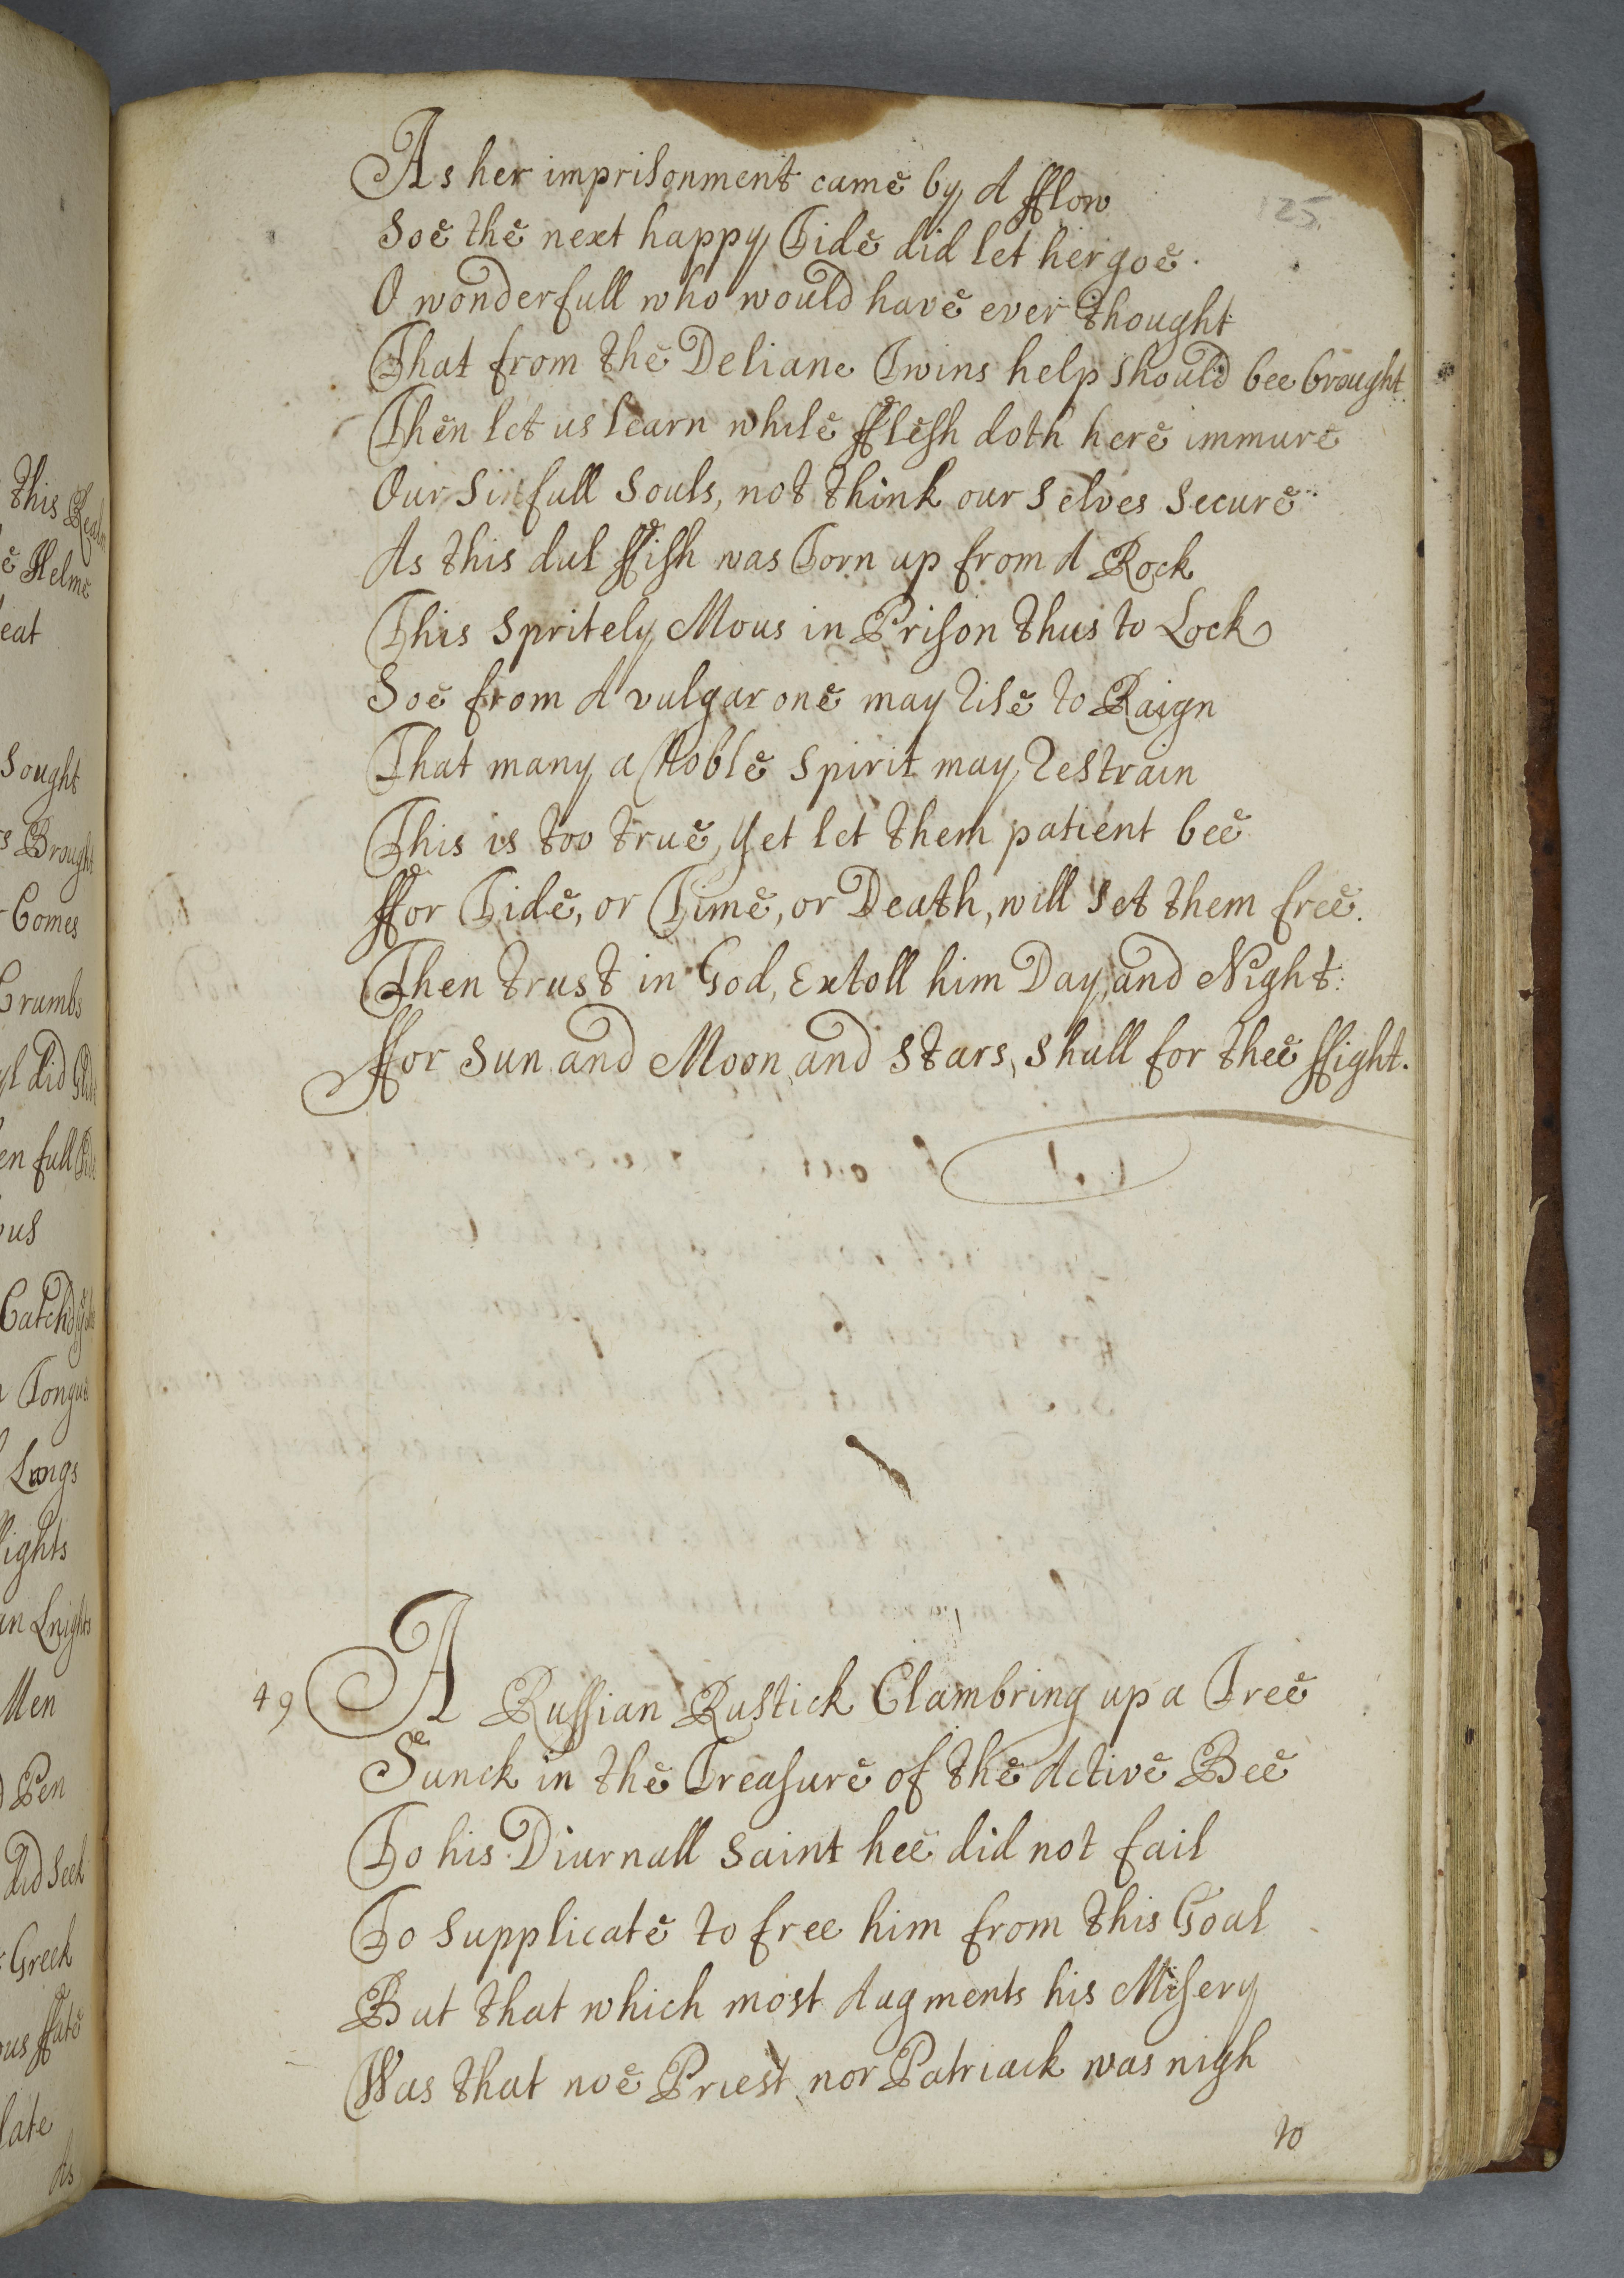 this Realm
e Helme
eat
Sought
s Brought
Comes
Crumbs
did
en full
us
Catchd
Tongue
Lungs
lights
Men
Pen
did Seek
Greek
ous ffate
late
As
125
As her imprisonment came by A fflow
Soe the next happy Tide did let her goe.
O wonderfull who would have ever thought
That from the Deliane Twins help should bee brought
Then let us learn while fflesh doth here immure
Our Sinfull Souls, not think our Selves Secure
As this dul ffish was Torn up from A Rock
This Spritely Mous in Prison thus to Lock
Soe from A vulgar one may rise to Raign
That many a Noble Spirit may restrain
This is too true, yet let them patient bee
ffor Tide, or Time, or Death, will set them free.
Then trust in God, Extoll him Day, and Night:
ffor Sun and Moon, and Stars, shall for thee ffight.
49
A Russian Rustick Clambring up a Tree
Sunck in the Treasure of the Active Bee
To his Diurnall Saint hee did not fail
To Supplicate to free him from this Goal
But that which most Augments his Misery
Was that noe Priest nor Patriack was nigh
to